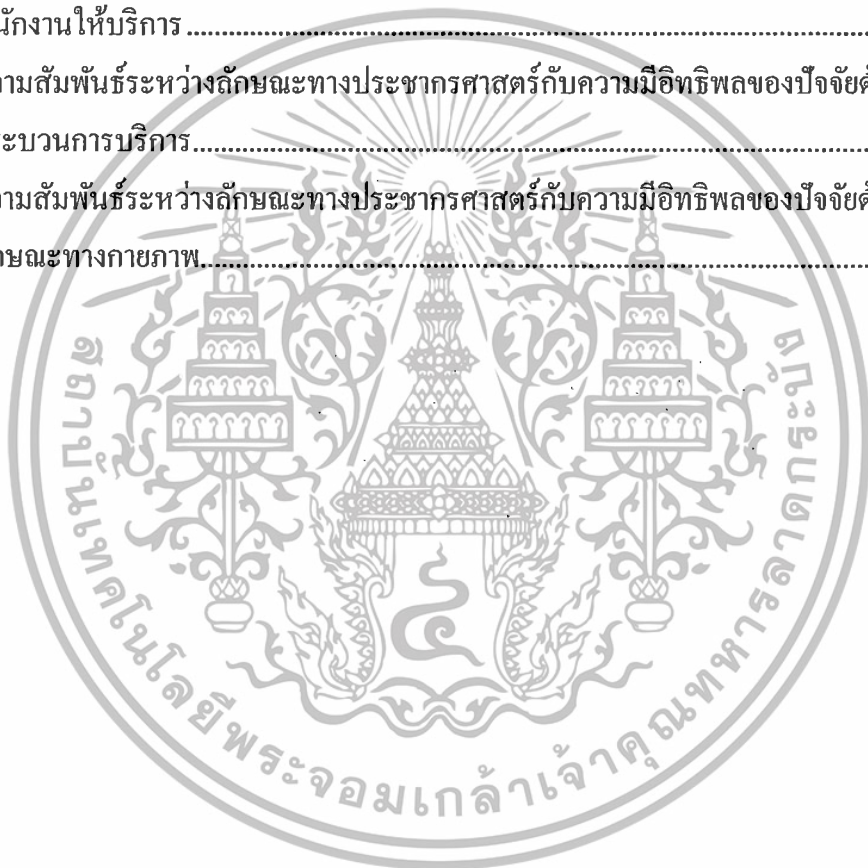 นักงานให้บริการ
ความสัมพันธ์ระหว่างลักษณะทางประชากรศาสตร์กับความมีอิทธิพลของปัจจัยด้
ระบวนการบริการ
ความสัมพันธ์ระหว่างลักษณะทางประชากรศาสตร์กับความมีอิทธิพลของปัจจัยด้
กษณะทางกายภาพ
สถาบันเทคโนโลยีพระจอมเกล้าเจ้าคุณทหารลาดกระบัง